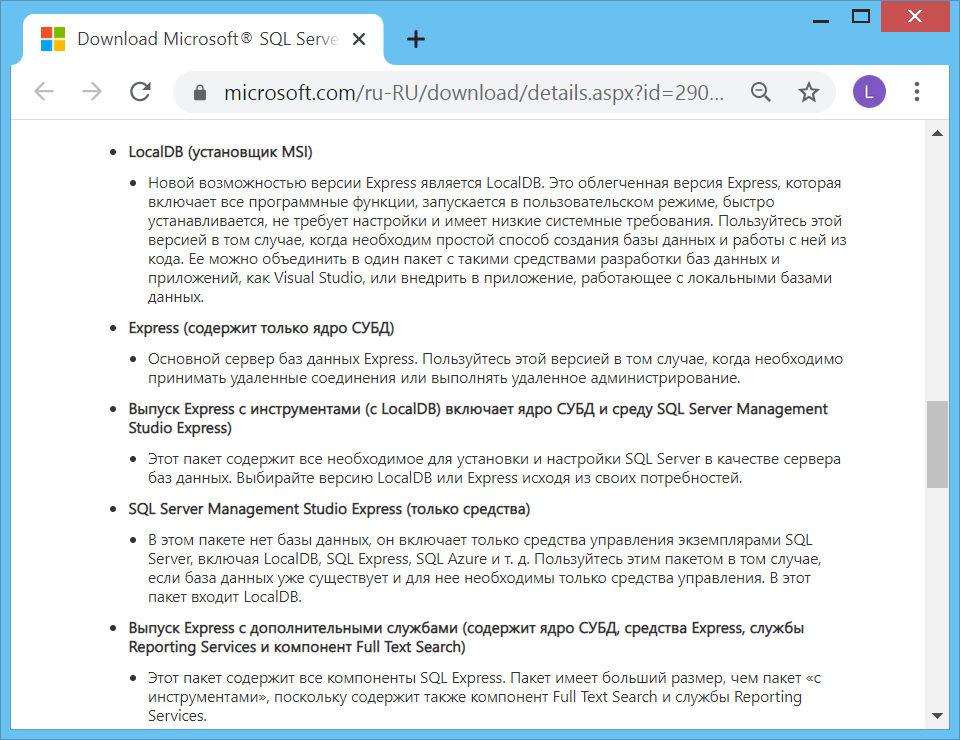 Download Microsoft® SQL Serve
microsoft.com/ru-RU/download/details.aspx?id=290...
L
LocalDB (установщик MSI)
Новой возможностью версии Express является LocalDB. Это облегченная версия Express, которая
включает все программные функции, запускается в пользовательском режиме, быстро
устанавливается, не требует настройки и имеет низкие системные требования. Пользуйтесь этой
версией в том случае, когда необходим простой способ создания базы данных и работы с ней из
кода. Ее можно объединить в один пакет с такими средствами разработки баз данных и
приложений, как Visual Studio, или внедрить в приложение, работающее с локальными базами
данных.
Express (содержит только ядро СУБД)
Основной сервер баз данных Express. Пользуйтесь этой версией в том случае, когда необходимо
принимать удаленные соединения или выполнять удаленное администрирование.
Выпуск Express с инструментами (с LocalDB) включает ядро СУБД и среду SQL Server Management
Studio Express)
Этот пакет содержит все необходимое для установки и настройки SQL Server в качестве сервера
баз данных. Выбирайте версию LocalDB или Express исходя из своих потребностей.
SQL Server Management Studio Express (только средства)
В этом пакете нет базы данных, он включает только средства управления экземплярами SQL
Server, включая LocalDB, SQL Express, SQL Azure и т. д. Пользуйтесь этим пакетом в том случае,
если база данных уже существует и для нее необходимы только средства управления. В этот
пакет входит LocalDB.
Выпуск Express с дополнительными службами (содержит ядро СУБД, средства Express, службы
Reporting Services и компонент Full Text Search)
Этот пакет содержит все компоненты SQL Express. Пакет имеет больший размер, чем пакет «с
инструментами», поскольку содержит также компонент Full Text Search и службы Reporting
Services.